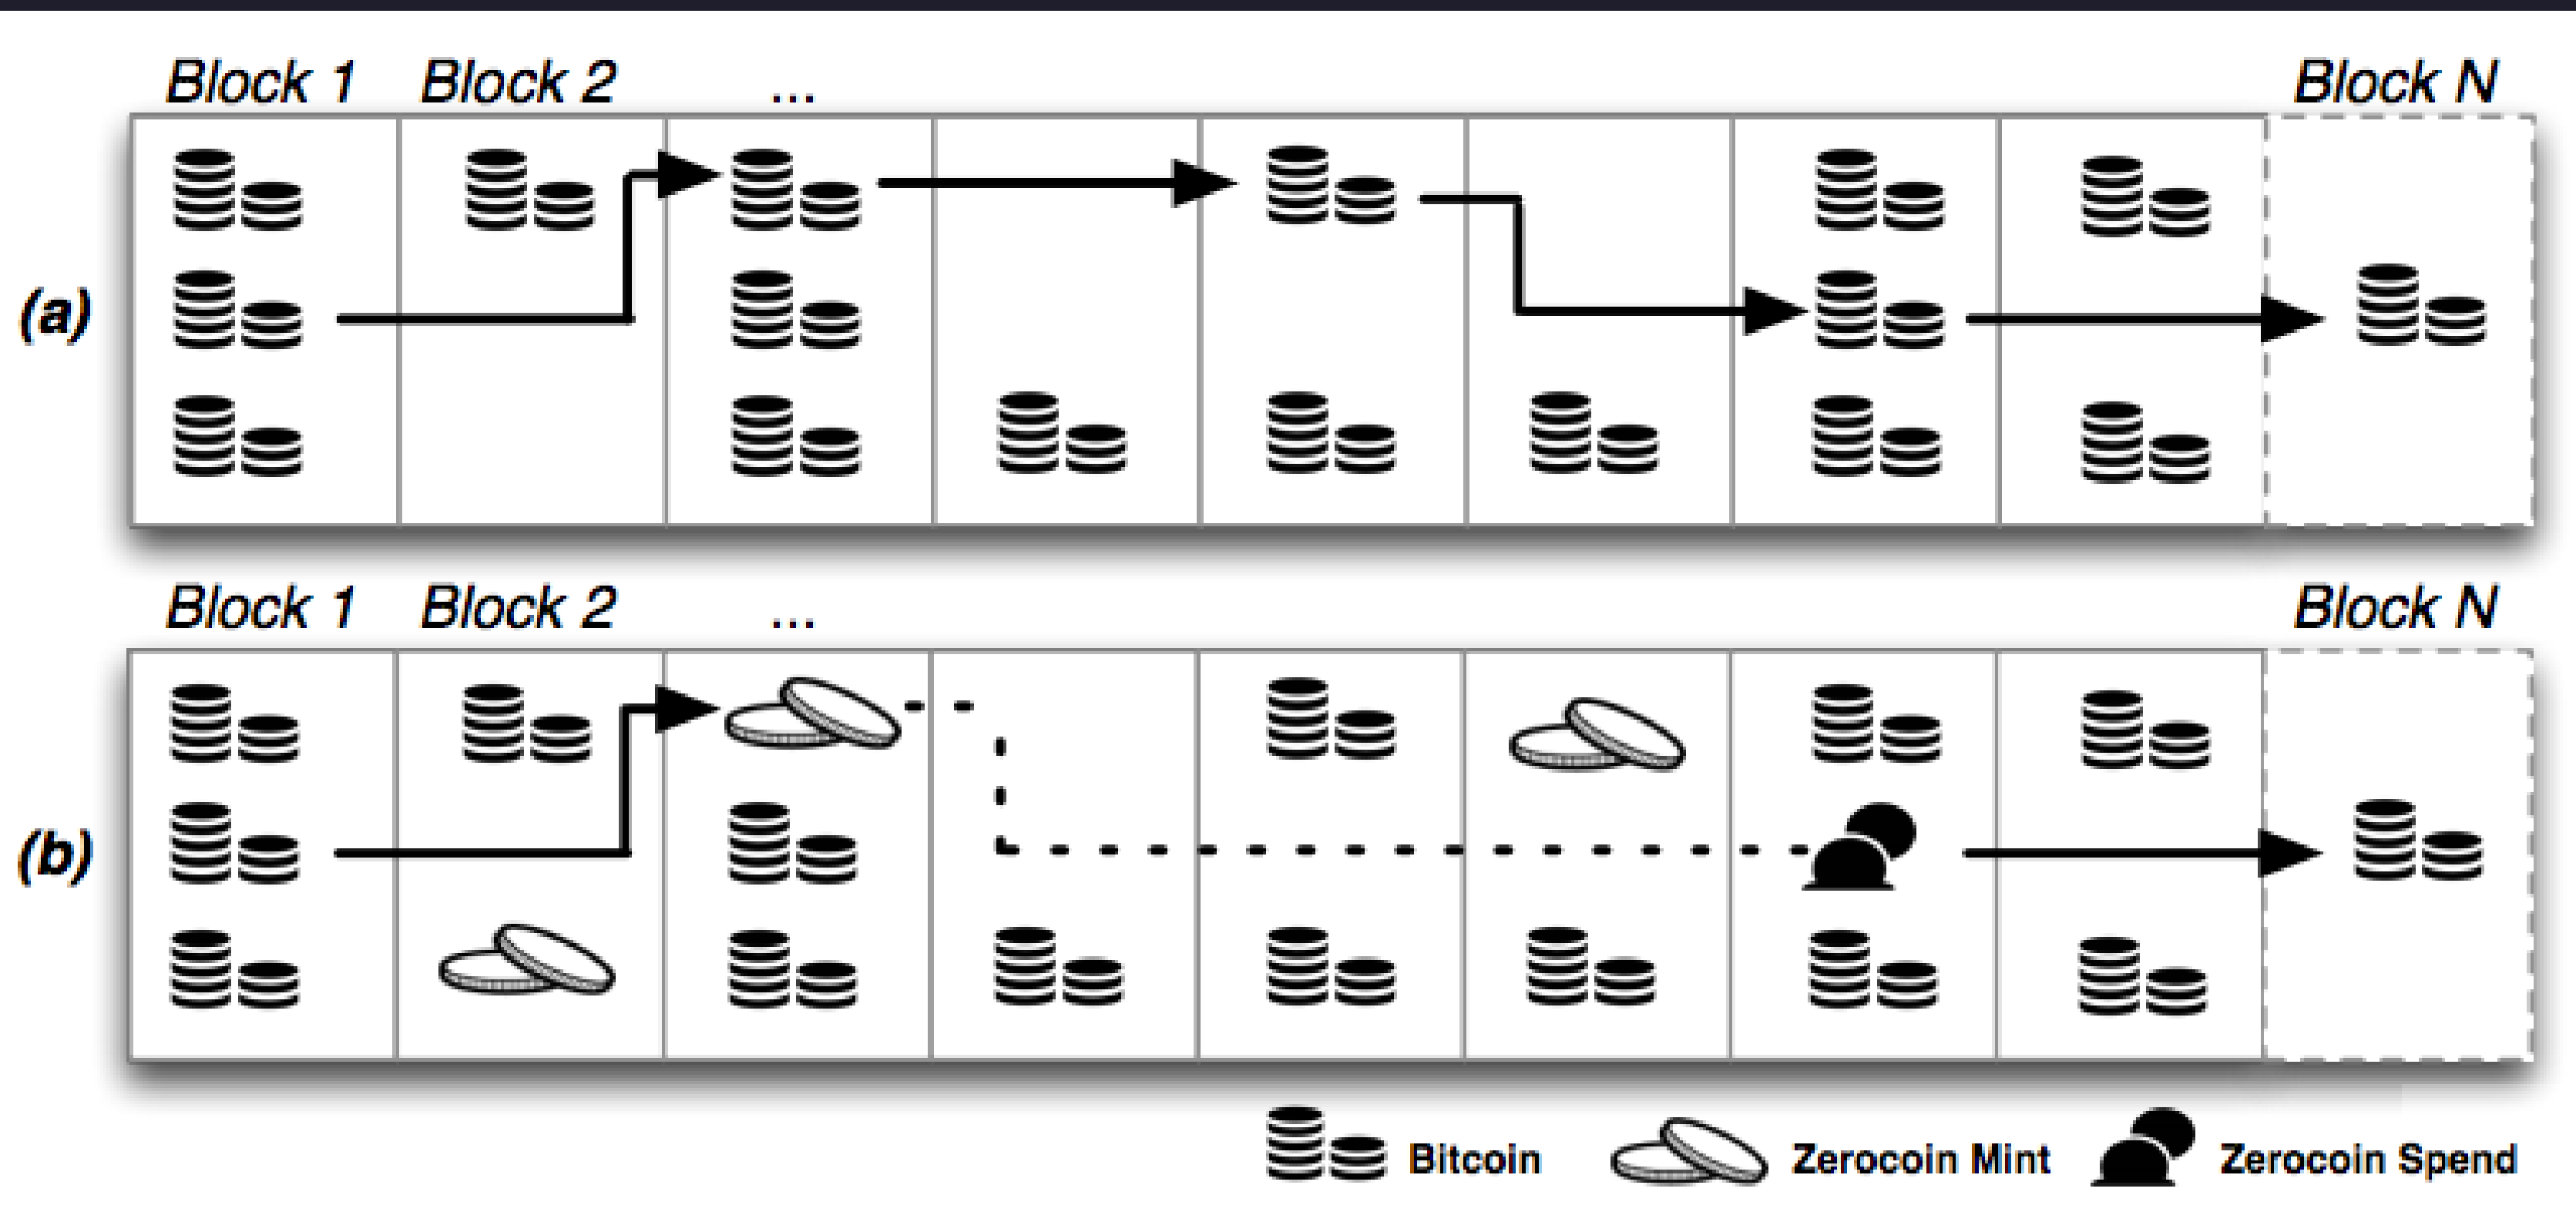 Block 1 Block 2 ... Block N
(a)
Block 1 Block 2 ... Block N
(b)
Bitcoin Zerocoin Mint Zerocoin Spend